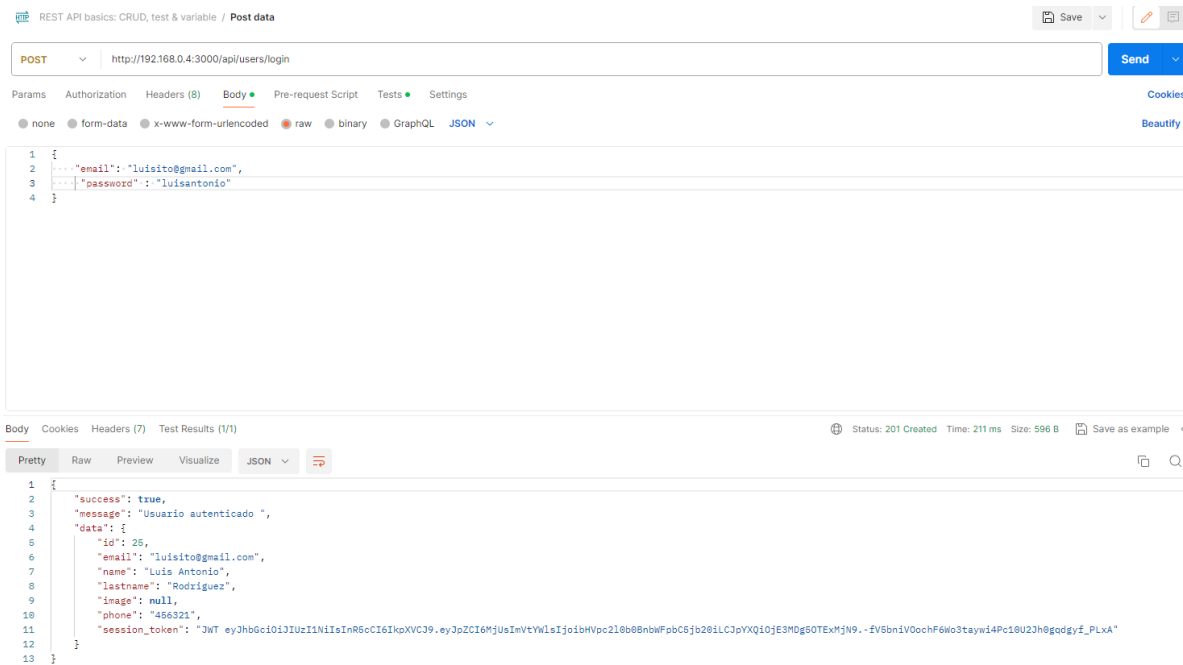 HTTP REST API basics: CRUD, test & variable / Post data
Save
POST http://192.168.0.4:3000/api/users/login
Send
Params Authorization Headers (8) Body Pre-request Script Tests Settings
Cookies
none form-data x-www-form-urlencoded raw binary GraphQL JSON
Beautify
1 {
2 "email": "luisito@gmail.com",
3 "password" : "luisantonio"
4 }
Body Cookies Headers (7) Test Results (1/1)
Status: 201 Created Time: 211 ms Size: 596 B Save as example
Pretty Raw Preview Visualize JSON
1 {
2 "success": true,
3 "message": "Usuario autenticado ",
4 "data": {
5 "id": 25,
6 "email": "luisito@gmail.com",
7 "name": "Luis Antonio",
8 "lastname": "Rodriguez",
9 "image": null,
10 "phone": "456321",
11 "session_token": "JWT
12 }
13 }